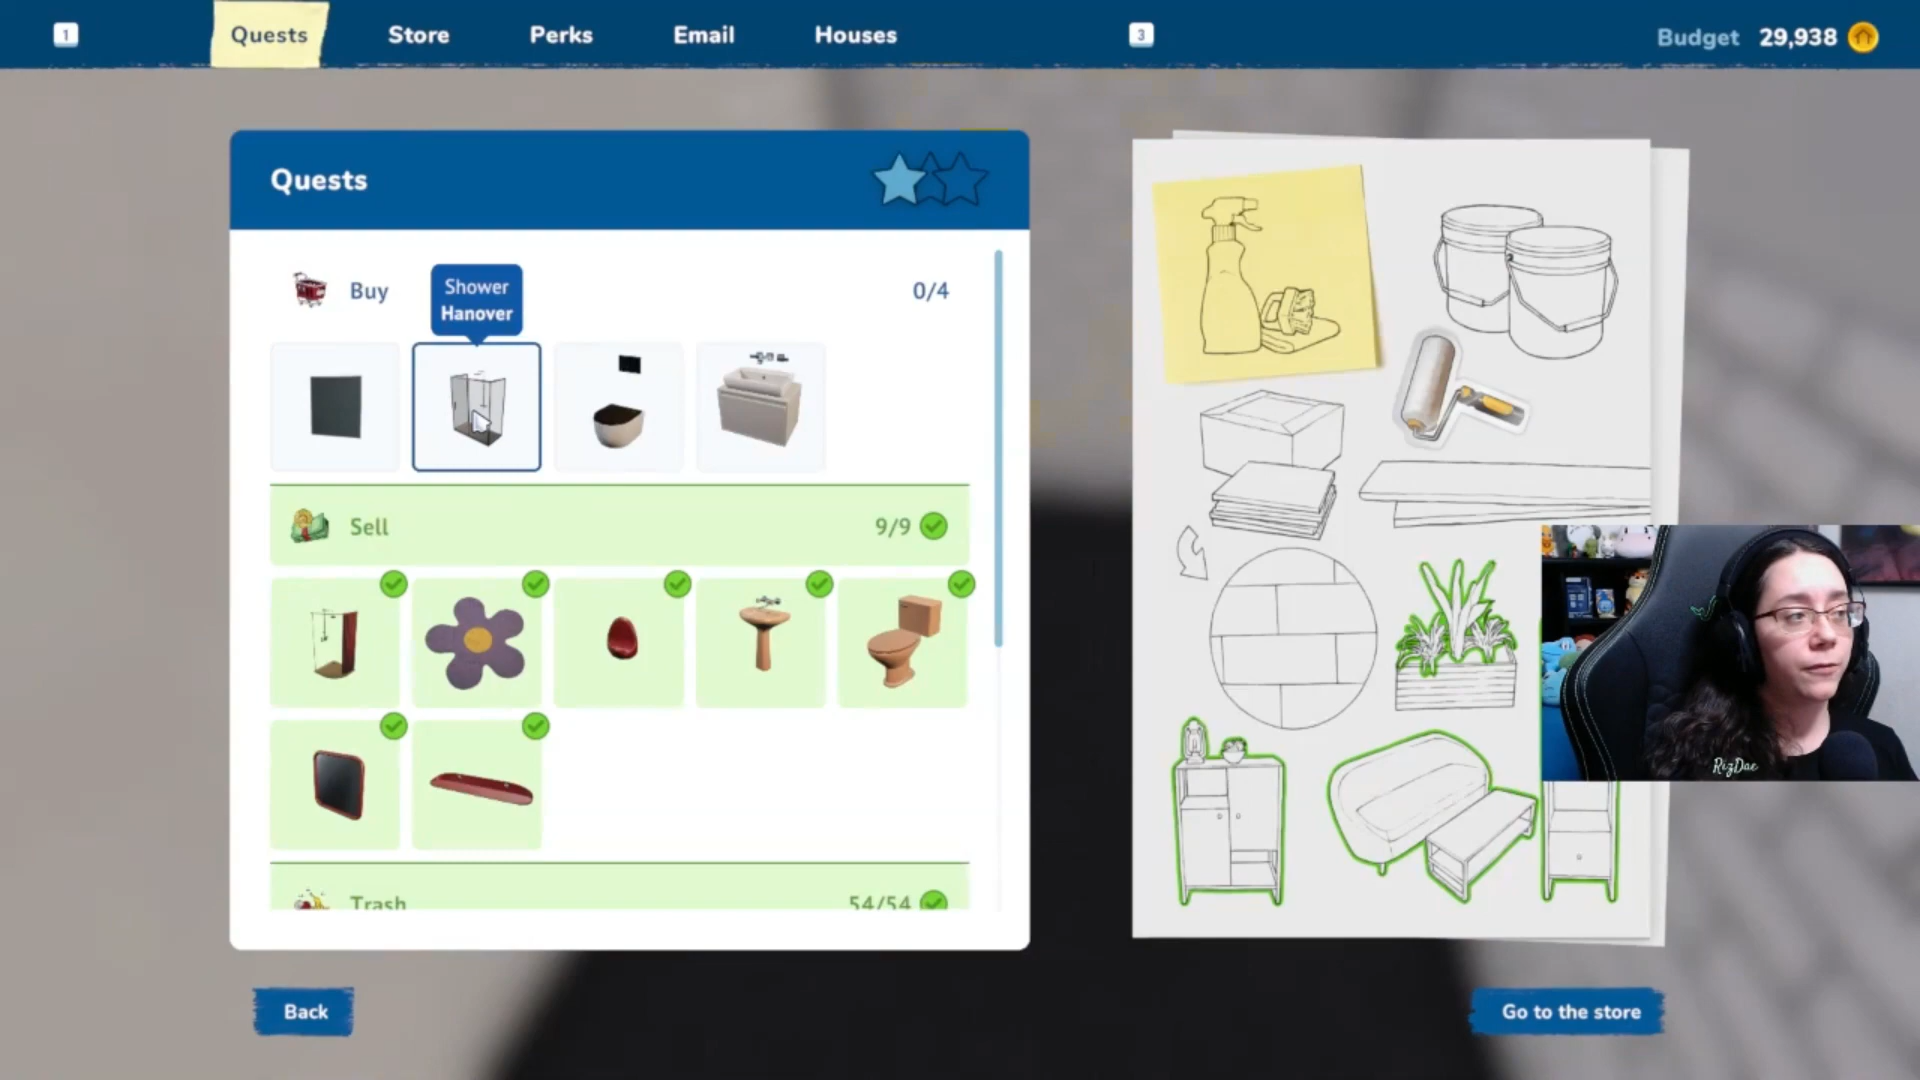 1 Quests Store Perks Email Houses 3 Budget 29,938
Quests
Buy 0/4
Shower
Hanover
Sell 9/9
Trash 54/54
RizDae
Back Go to the store